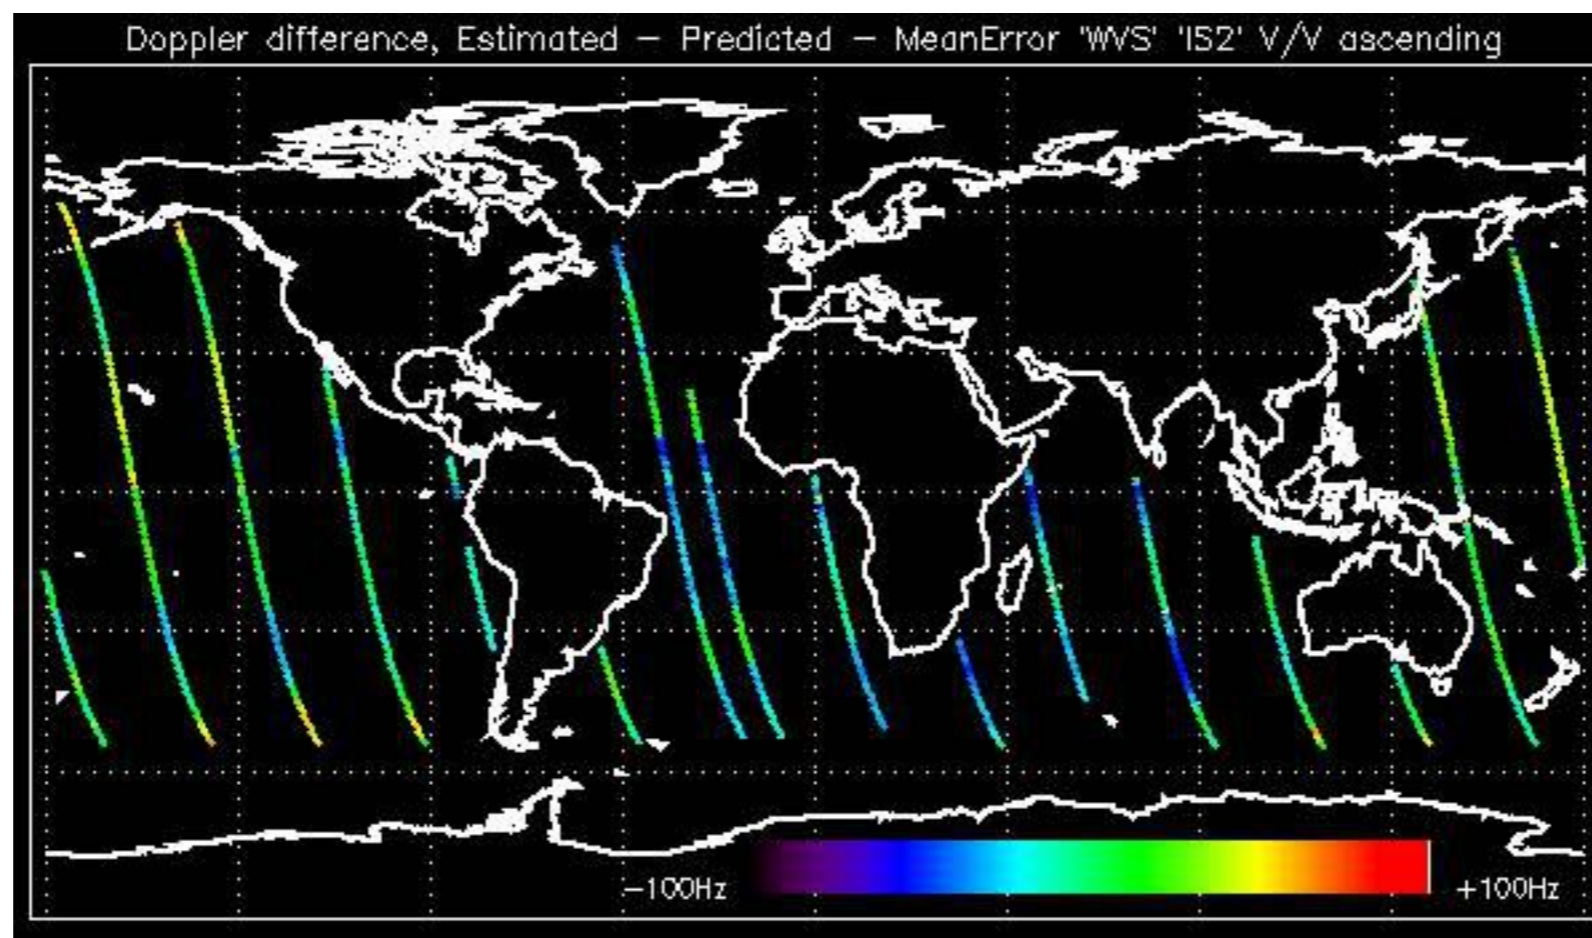 Doppler difference, Estimated – Predicted – MeanError 'WVS' 'IS2' V/V ascending
–100Hz +100Hz